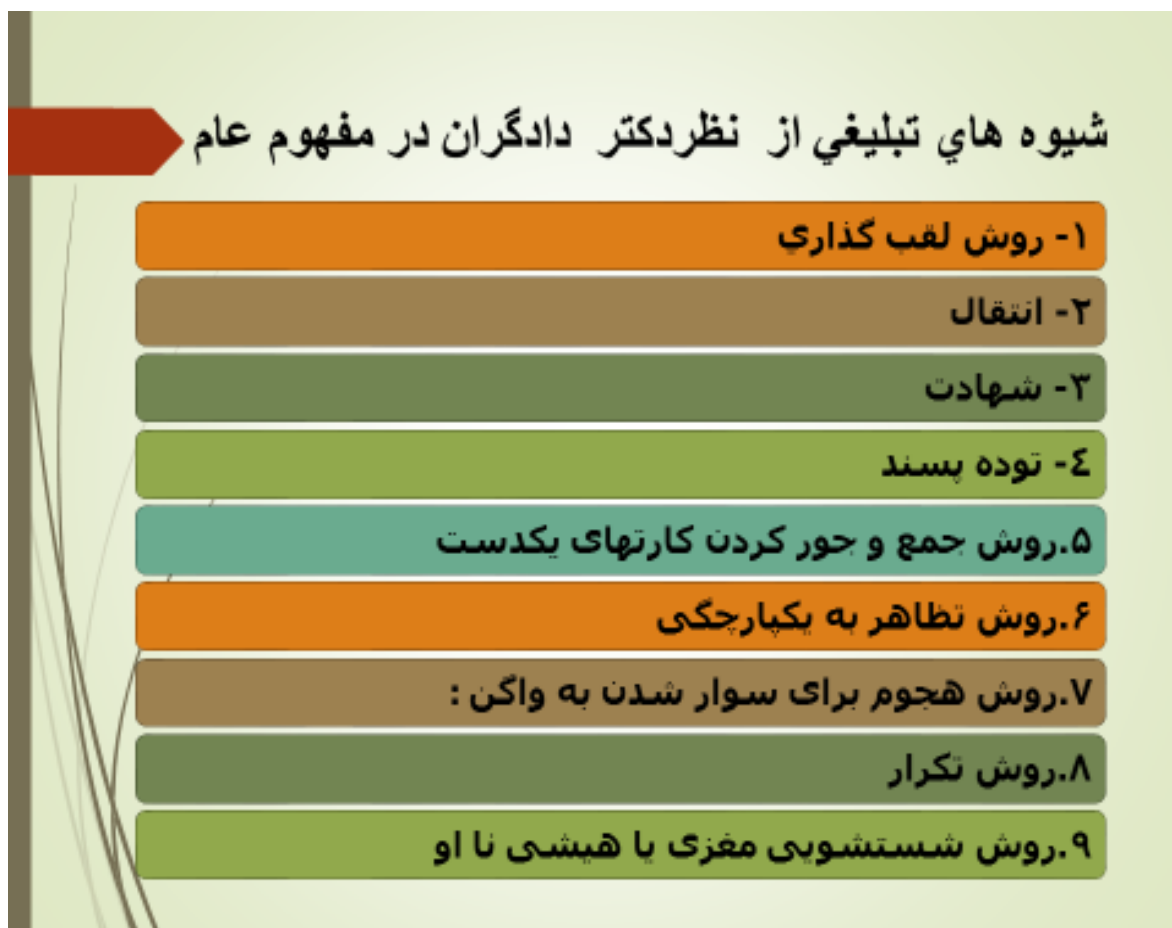 شيوه هاي تبليغي از نظردكتر دادگران در مفهوم عام
۱- روش لقب گذاري
۲- انتقال
۳- شهادت
٤- توده پسند
۵.روش جمع و جور کردن کارتهای یکدست
۶.روش تظاهر به یکپارچگی
۷.روش هجوم برای سوار شدن به واگن :
۸.روش تکرار
۹.روش شستشویی مغزی یا هیشی نا او